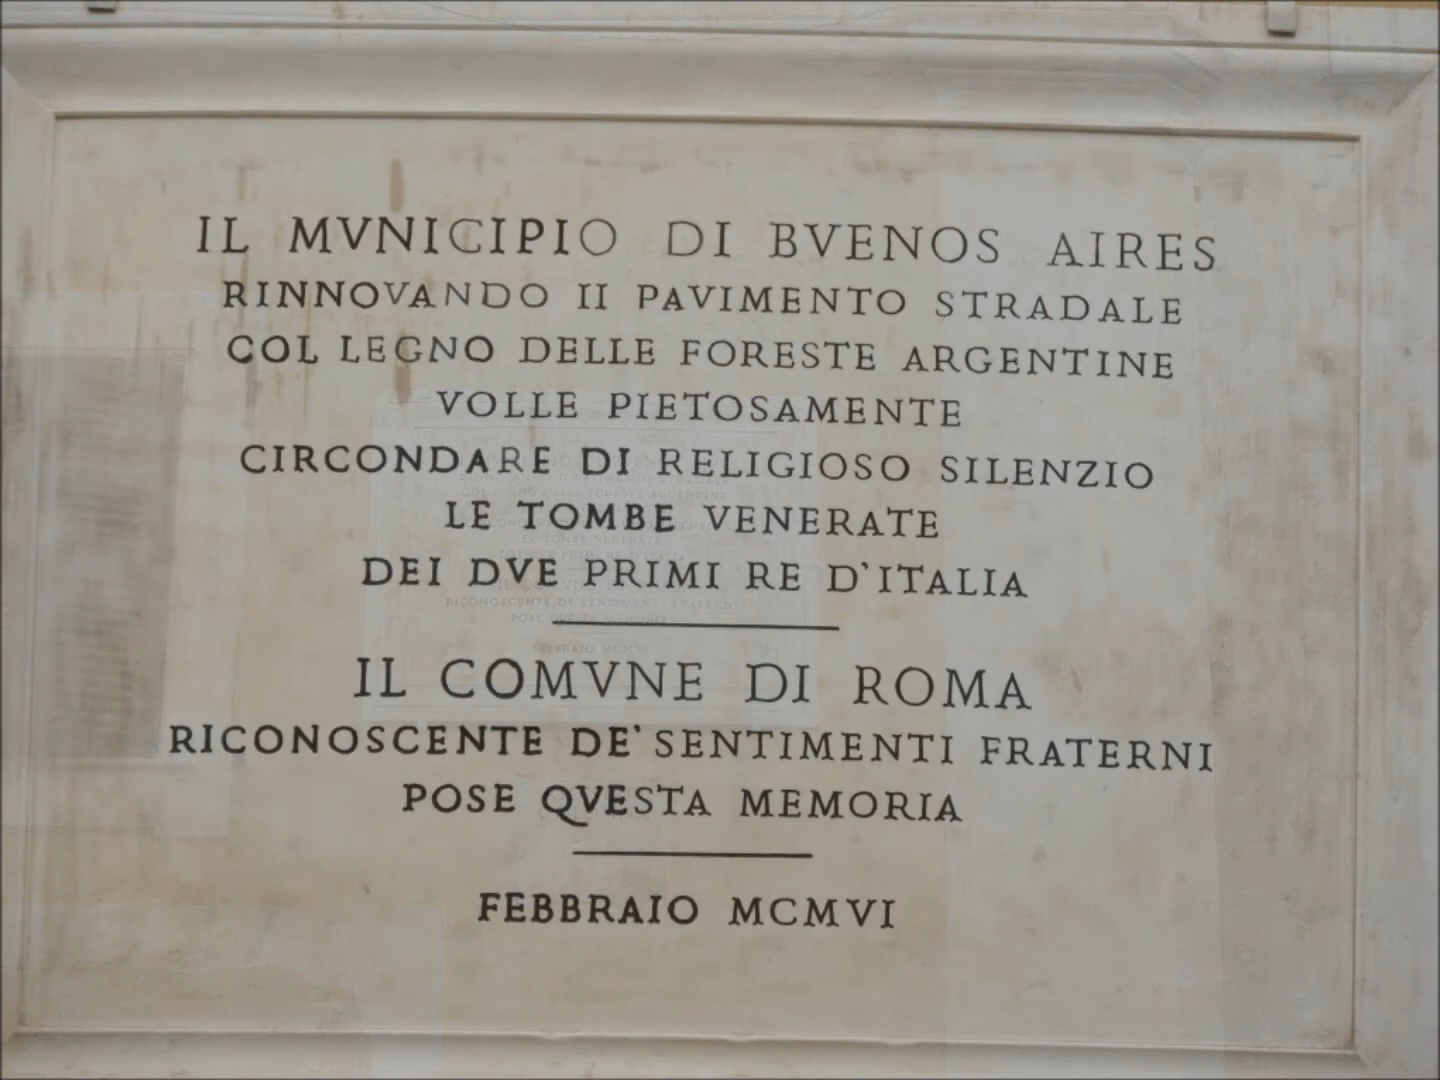 IL MVNICIPIO DI BVENOS AIRES
RINNOVANDO II PAVIMENTO STRADALE
COL LEGNO DELLE FORESTE ARGENTINE
VOLLE PIETOSAMENTE
CIRCONDARE DI RELIGIOSO SILENZIO
LE TOMBE VENERATE
DEI DVE PRIMI RE D'ITALIA
IL COMVNE DI ROMA
RICONOSCENTE DE' SENTIMENTI FRATERNI
POSE QVESTA MEMORIA
FEBBRAIO MCMVI